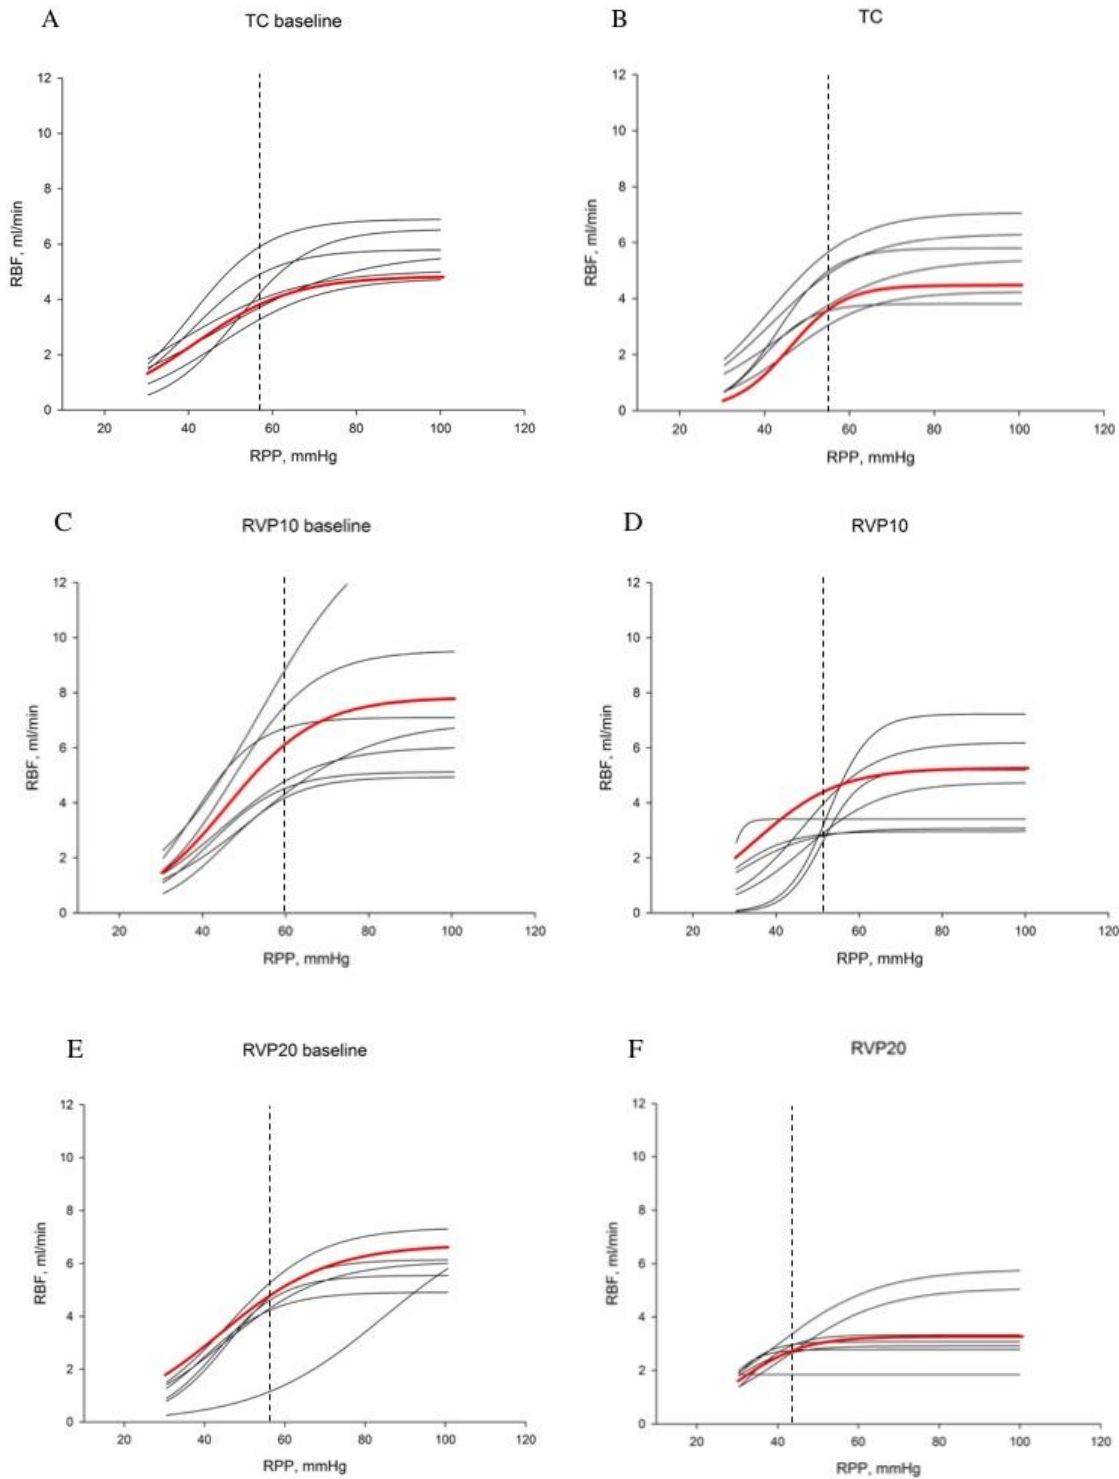 A
TC baseline
12
10
8
6
4
2
0
RBF, ml/min
20 40 60 80 100 120
RPP, mmHg
B
TC
12
10
8
6
4
2
0
RBF, ml/min
20 40 60 80 100 120
RPP, mmHg
C
RVP10 baseline
12
10
8
6
4
2
0
RBF, ml/min
20 40 60 80 100 120
RPP, mmHg
D
RVP10
12
10
8
6
4
2
0
RBF, ml/min
20 40 60 80 100 120
RPP, mmHg
E
RVP20 baseline
12
10
8
6
4
2
0
RBF, ml/min
20 40 60 80 100 120
RPP, mmHg
F
RVP20
12
10
8
6
4
2
0
RBF, ml/min
20 40 60 80 100 120
RPP, mmHg